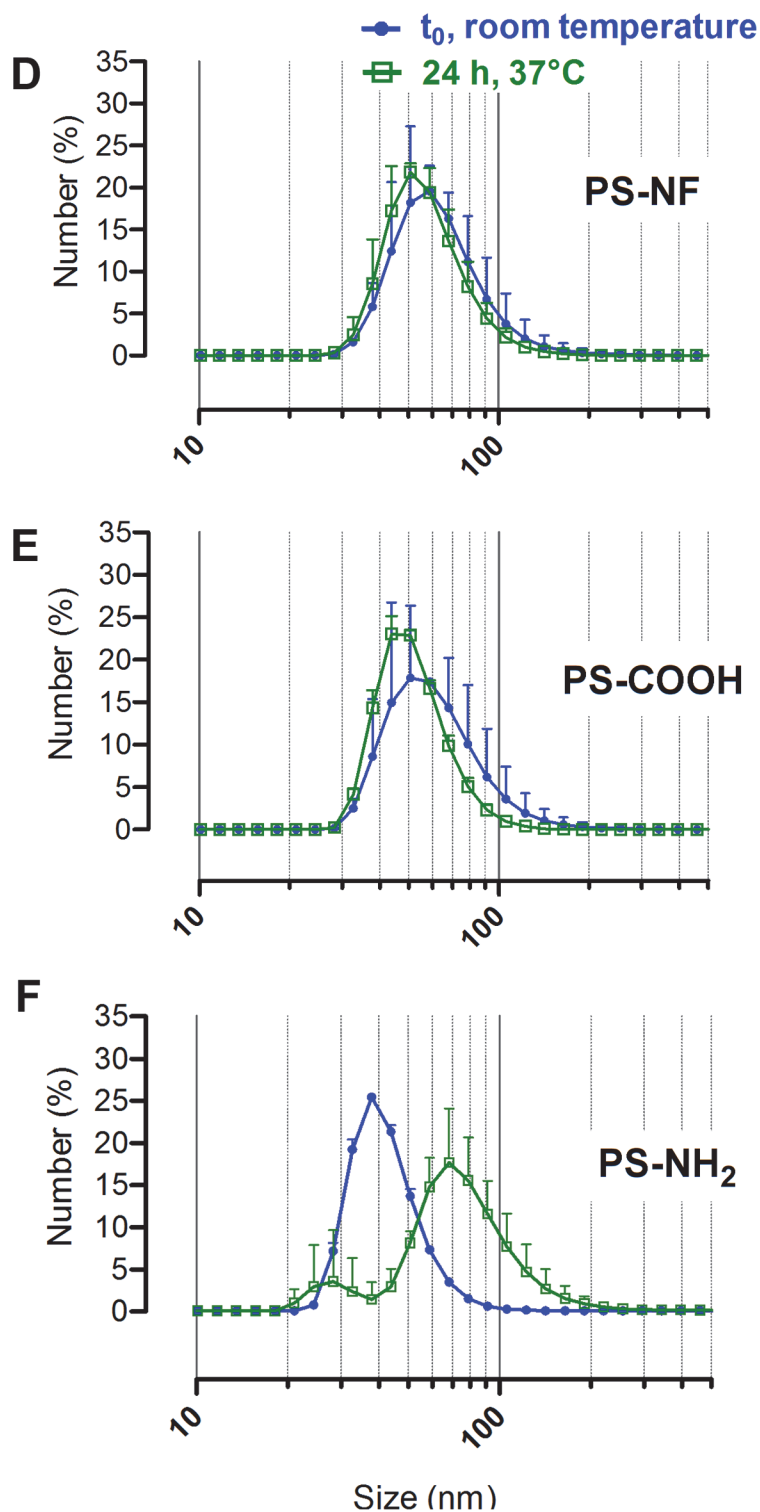 t₀, room temperature
24 h, 37°C
D
35
30
25
20
15
10
5
0
Number (%)
PS-NF
10
100
E
35
30
25
20
15
10
5
0
Number (%)
PS-COOH
10
100
F
35
30
25
20
15
10
5
0
Number (%)
PS-NH₂
10
100
Size (nm)